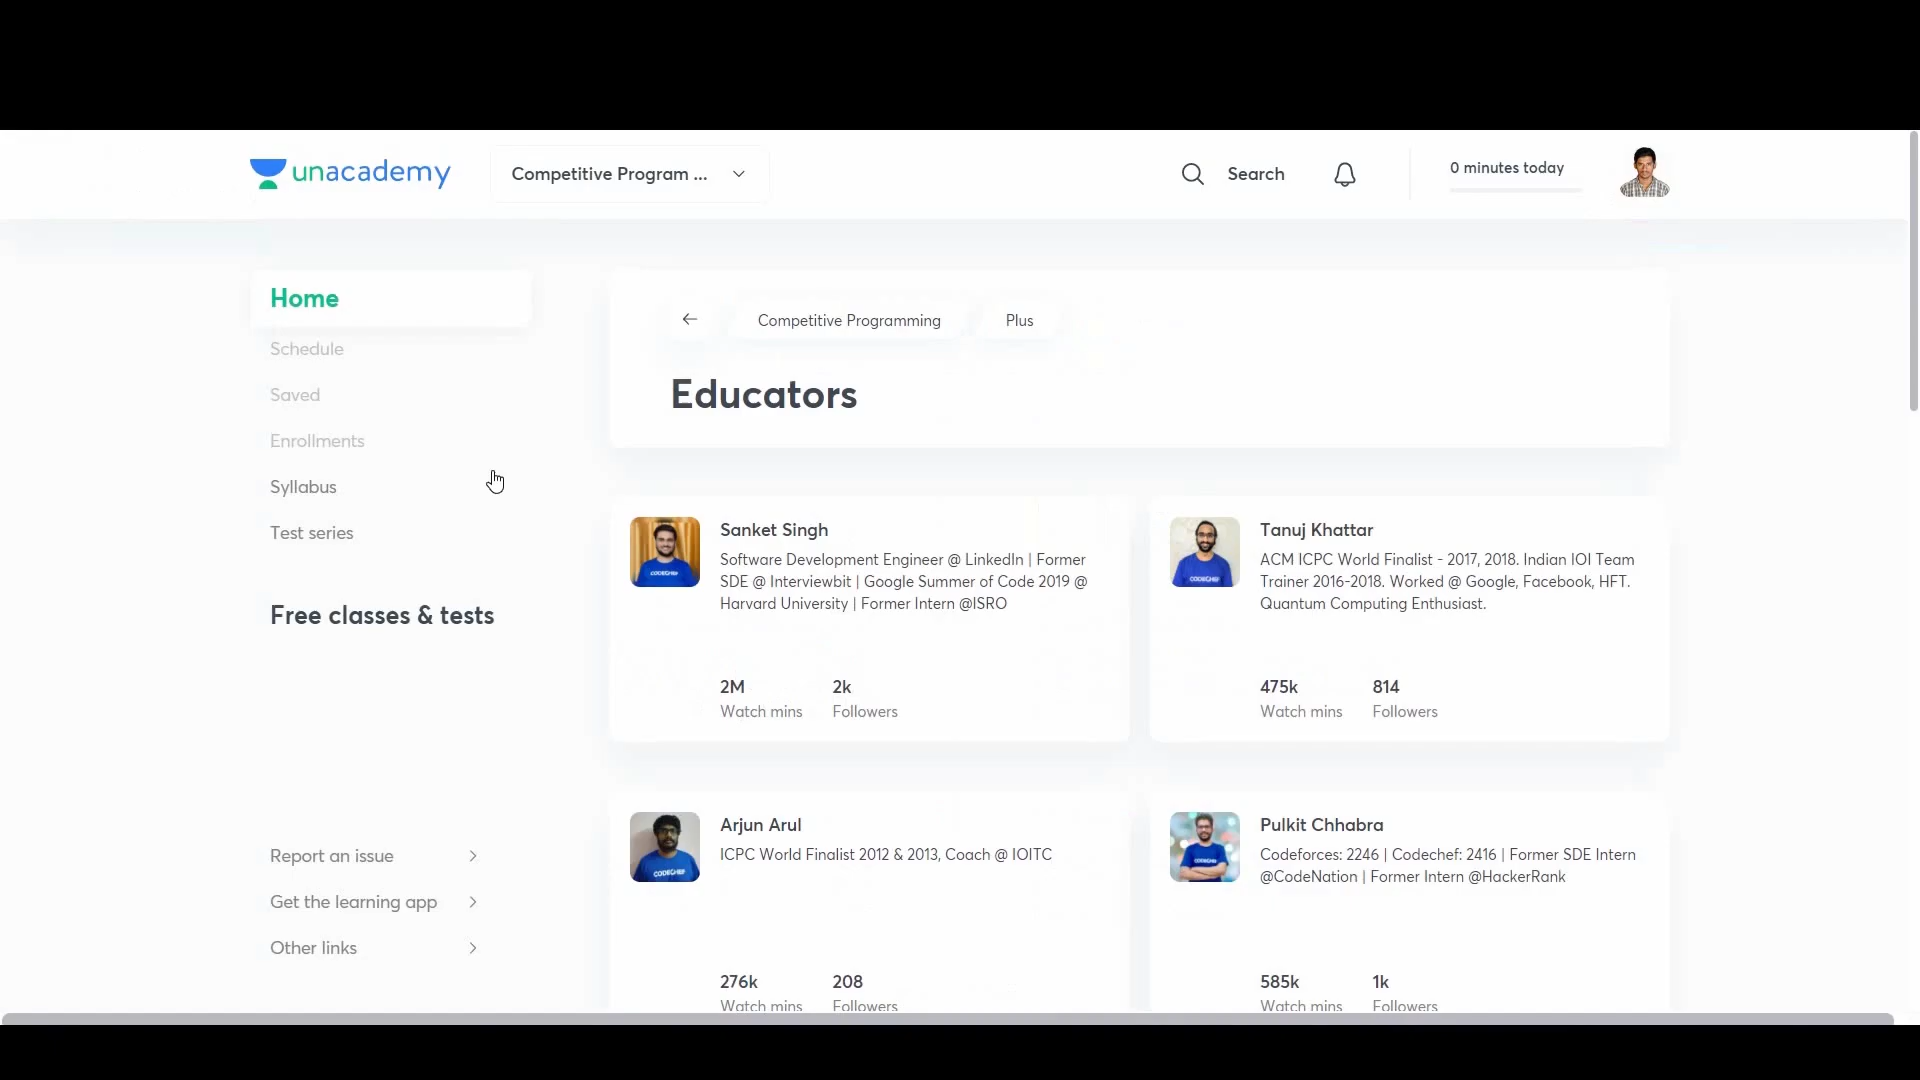 unacademy
Competitive Program ...
Search
0 minutes today
Home
Schedule
Saved
Enrollments
Syllabus
Test series
Free classes & tests
Report an issue
Get the learning app
Other links
Competitive Programming
Plus
Educators
Sanket Singh
Software Development Engineer @ LinkedIn | Former
SDE @ Interviewbit | Google Summer of Code 2019 @
Harvard University | Former Intern @ISRO
2M
2k
Watch mins
Followers
Tanuj Khattar
ACM ICPC World Finalist - 2017, 2018. Indian IOI Team
Trainer 2016-2018. Worked @ Google, Facebook, HFT.
Quantum Computing Enthusiast.
475k
814
Watch mins
Followers
Arjun Arul
ICPC World Finalist 2012 & 2013, Coach @ IOITC
276k
208
Watch mins
Followers
Pulkit Chhabra
Codeforces: 2246 | Codechef: 2416 | Former SDE Intern
@CodeNation | Former Intern @HackerRank
585k
1k
Watch mins
Followers
CODECHEF
CODECHEF
CODECHEF
CODECHEF